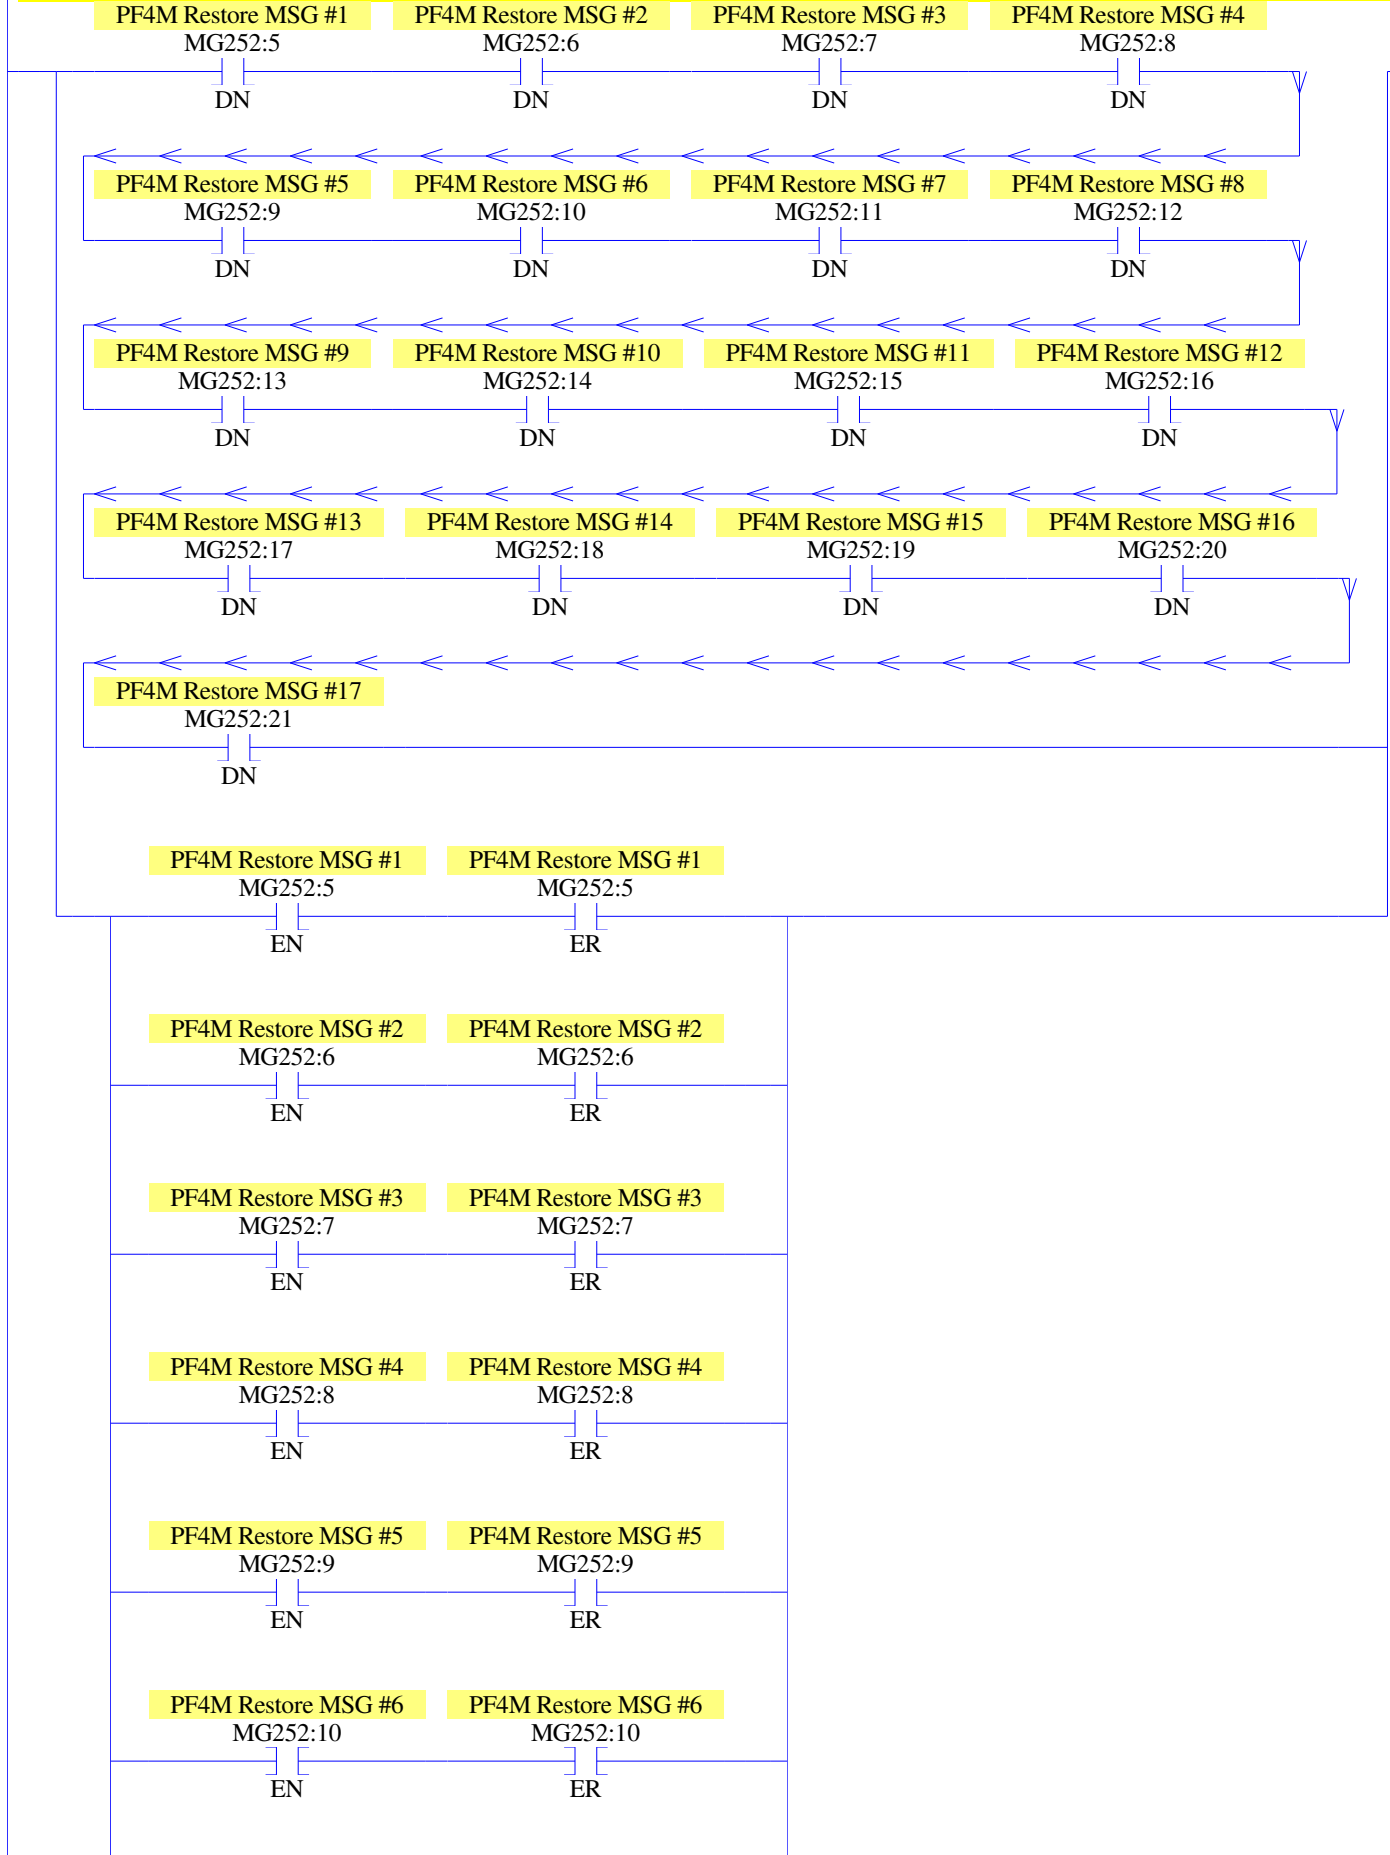 PF4M Restore MSG #1 PF4M Restore MSG #2 PF4M Restore MSG #3 PF4M Restore MSG #4
MG252:5 MG252:6 MG252:7 MG252:8
DN DN DN DN
PF4M Restore MSG #5 PF4M Restore MSG #6 PF4M Restore MSG #7 PF4M Restore MSG #8
MG252:9 MG252:10 MG252:11 MG252:12
DN DN DN DN
PF4M Restore MSG #9 PF4M Restore MSG #10 PF4M Restore MSG #11 PF4M Restore MSG #12
MG252:13 MG252:14 MG252:15 MG252:16
DN DN DN DN
PF4M Restore MSG #13 PF4M Restore MSG #14 PF4M Restore MSG #15 PF4M Restore MSG #16
MG252:17 MG252:18 MG252:19 MG252:20
DN DN DN DN
PF4M Restore MSG #17
MG252:21
DN
PF4M Restore MSG #1 PF4M Restore MSG #1
MG252:5 MG252:5
EN ER
PF4M Restore MSG #2 PF4M Restore MSG #2
MG252:6 MG252:6
EN ER
PF4M Restore MSG #3 PF4M Restore MSG #3
MG252:7 MG252:7
EN ER
PF4M Restore MSG #4 PF4M Restore MSG #4
MG252:8 MG252:8
EN ER
PF4M Restore MSG #5 PF4M Restore MSG #5
MG252:9 MG252:9
EN ER
PF4M Restore MSG #6 PF4M Restore MSG #6
MG252:10 MG252:10
EN ER